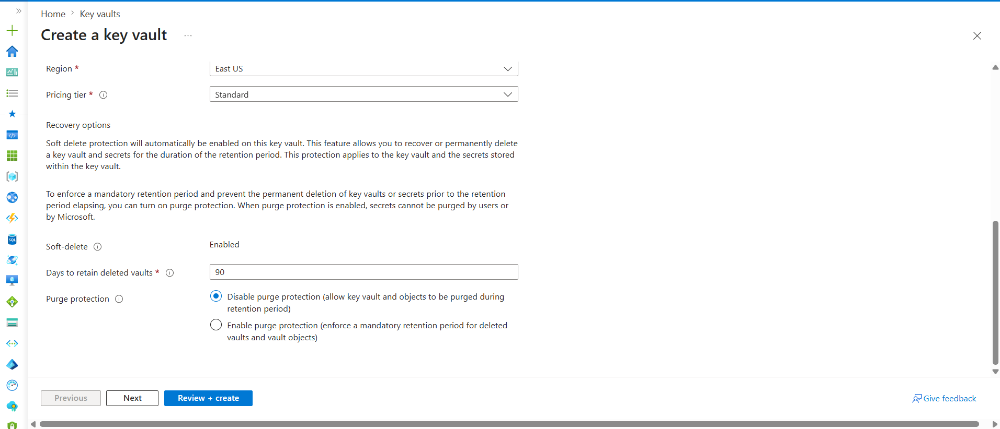 Home > Key vaults
Create a key vault ...
Region *
East US
Pricing tier *
Standard
Recovery options
Soft delete protection will automatically be enabled on this key vault. This feature allows you to recover or permanently delete
a key vault and secrets for the duration of the retention period. This protection applies to the key vault and the secrets stored
within the key vault.
To enforce a mandatory retention period and prevent the permanent deletion of key vaults or secrets prior to the retention
period elapsing, you can turn on purge protection. When purge protection is enabled, secrets cannot be purged by users or
by Microsoft.
Soft-delete
Enabled
Days to retain deleted vaults *
90
Purge protection
Disable purge protection (allow key vault and objects to be purged during
retention period)
Enable purge protection (enforce a mandatory retention period for deleted
vaults and vault objects)
Previous
Next
Review + create
Give feedback
SQL